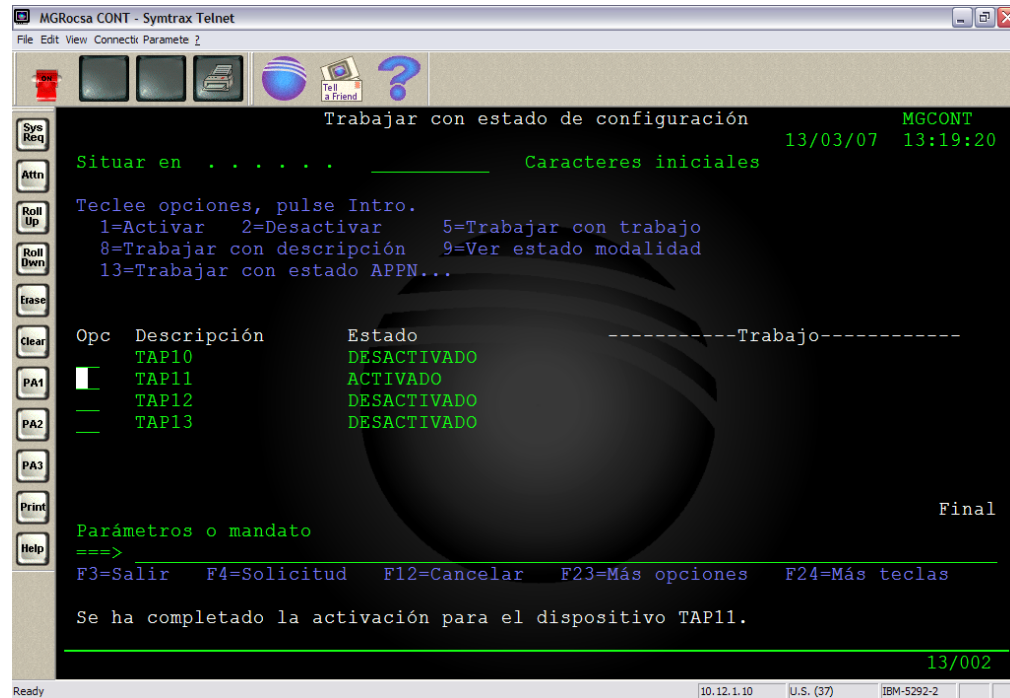 MGRocsa CONT - Symtrax Telnet
File Edit View Connectic Paramete ?
ON
Tell a Friend
?
Trabajar con estado de configuración MGCONT
13/03/07 13:19:20
Situar en . . . . . . __________ Caracteres iniciales
Teclee opciones, pulse Intro.
1=Activar 2=Desactivar 5=Trabajar con trabajo
8=Trabajar con descripción 9=Ver estado modalidad
13=Trabajar con estado APPN...
Opc Descripción Estado -----------Trabajo------------
TAP10 DESACTIVADO
TAP11 ACTIVADO
TAP12 DESACTIVADO
TAP13 DESACTIVADO
Final
Parámetros o mandato
===>
F3=Salir F4=Solicitud F12=Cancelar F23=Más opciones F24=Más teclas
Se ha completado la activación para el dispositivo TAP11.
13/002
Sys Req
Attn
Roll Up
Roll Dwn
Erase
Clear
PA1
PA2
PA3
Print
Help
Ready 10.12.1.10 U.S. (37) IBM-5292-2